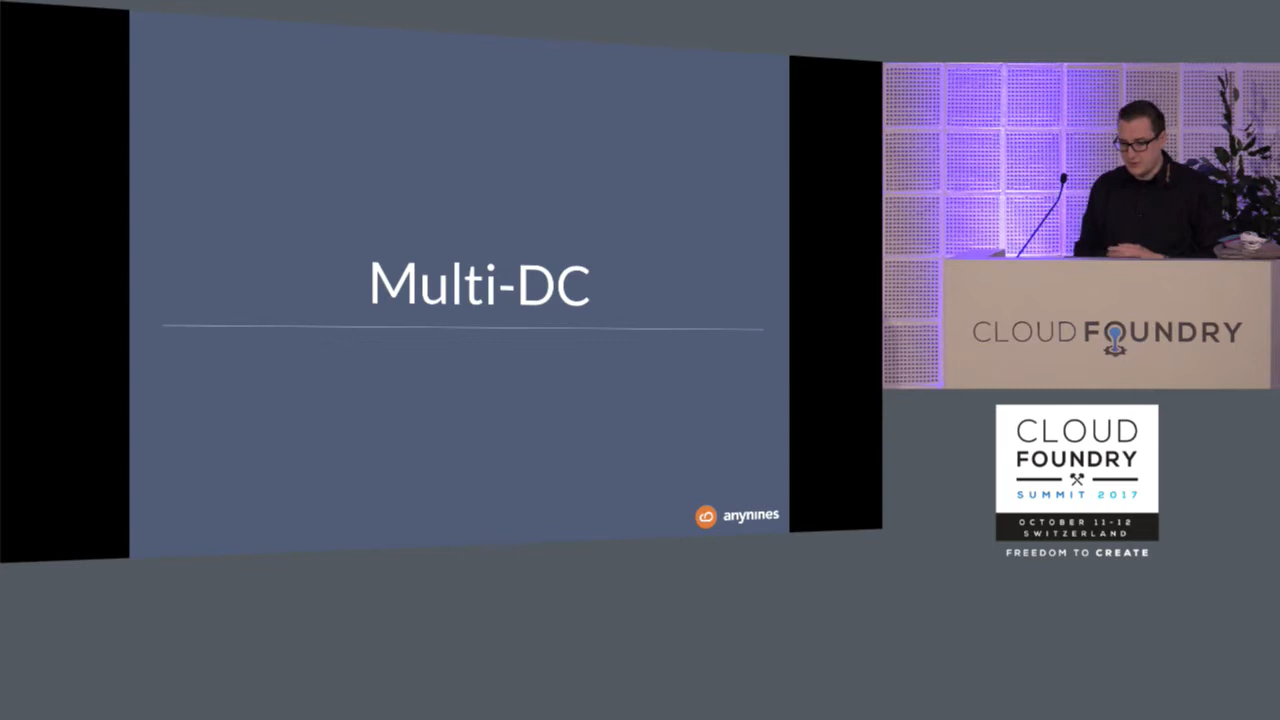 Multi-DC
anynines
CLOUD FOUNDRY
CLOUD
FOUNDRY
SUMMIT 2017
OCTOBER 11-12
SWITZERLAND
FREEDOM TO CREATE